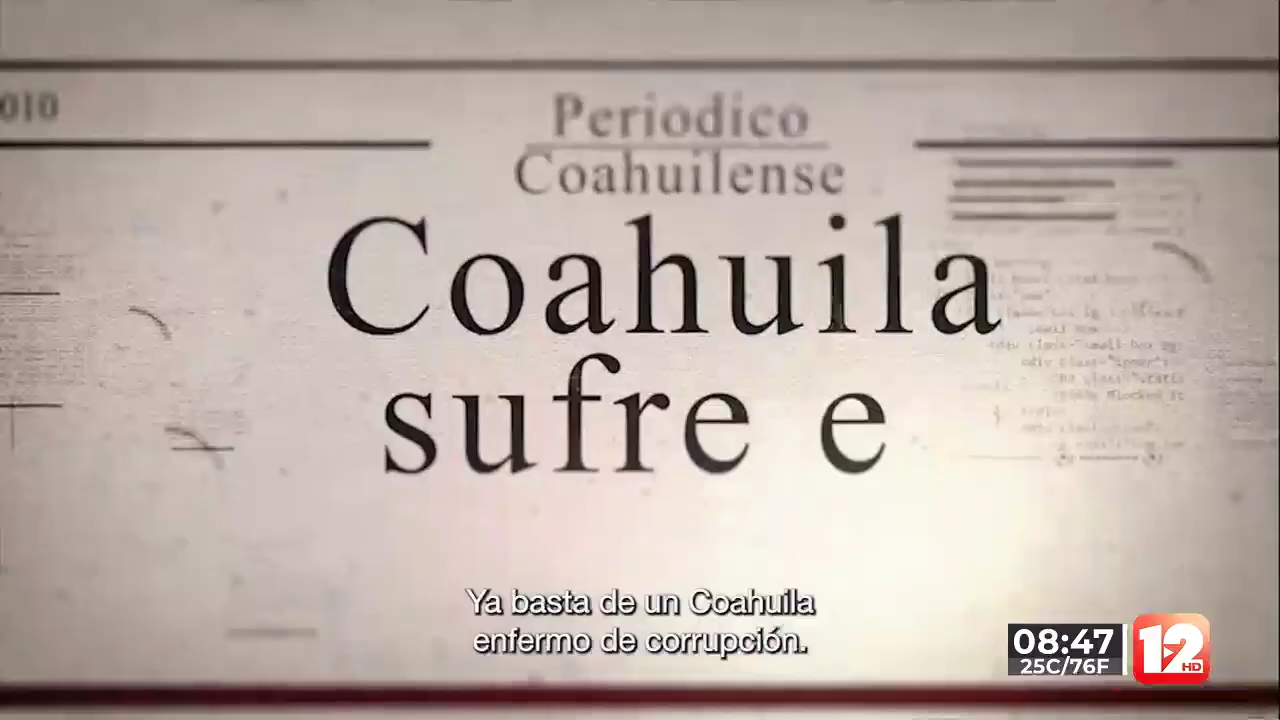 010
Periodico
Coahuilense
Coahuila
sufre e
Ya basta de un Coahuila
enfermo de corrupción.
08:47
25C/76F
12
HD